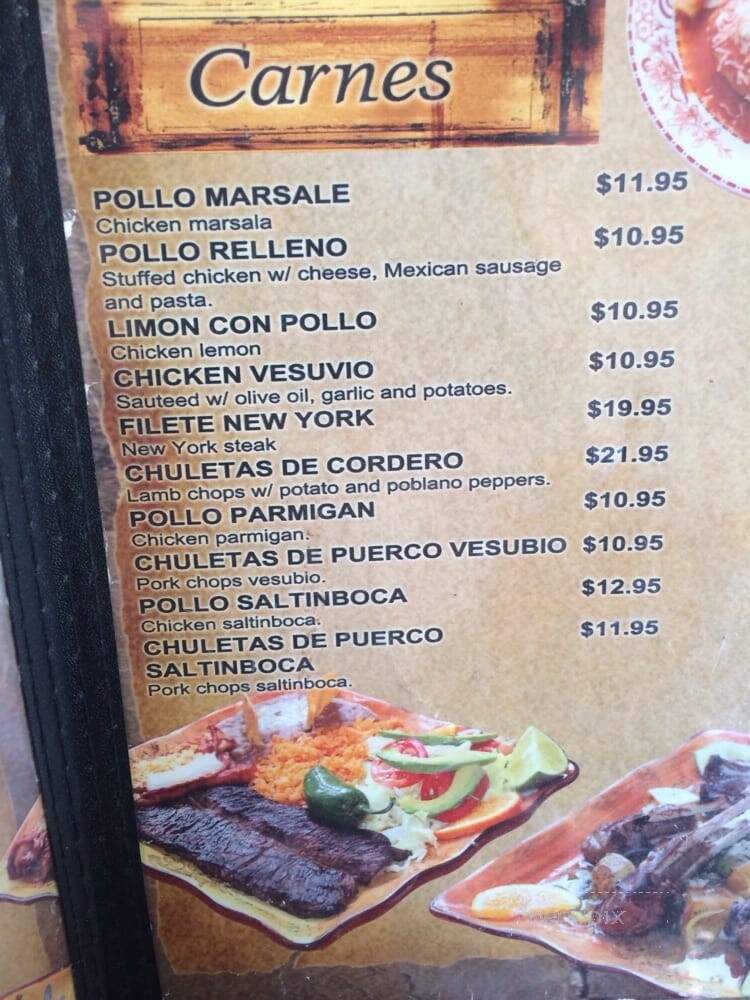 Carnes
POLLO MARSALE $11.95
Chicken marsala
POLLO RELLENO $10.95
Stuffed chicken w/ cheese, Mexican sausage
and pasta.
LIMON CON POLLO $10.95
Chicken lemon
CHICKEN VESUVIO $10.95
Sauteed w/ olive oil, garlic and potatoes.
FILETE NEW YORK $19.95
New York steak
CHULETAS DE CORDERO $21.95
Lamb chops w/ potato and poblano peppers.
POLLO PARMIGAN $10.95
Chicken parmigan.
CHULETAS DE PUERCO VESUBIO $10.95
Pork chops vesubio.
POLLO SALTINBOCA $12.95
Chicken saltinboca.
CHULETAS DE PUERCO $11.95
SALTINBOCA
Pork chops saltinboca.